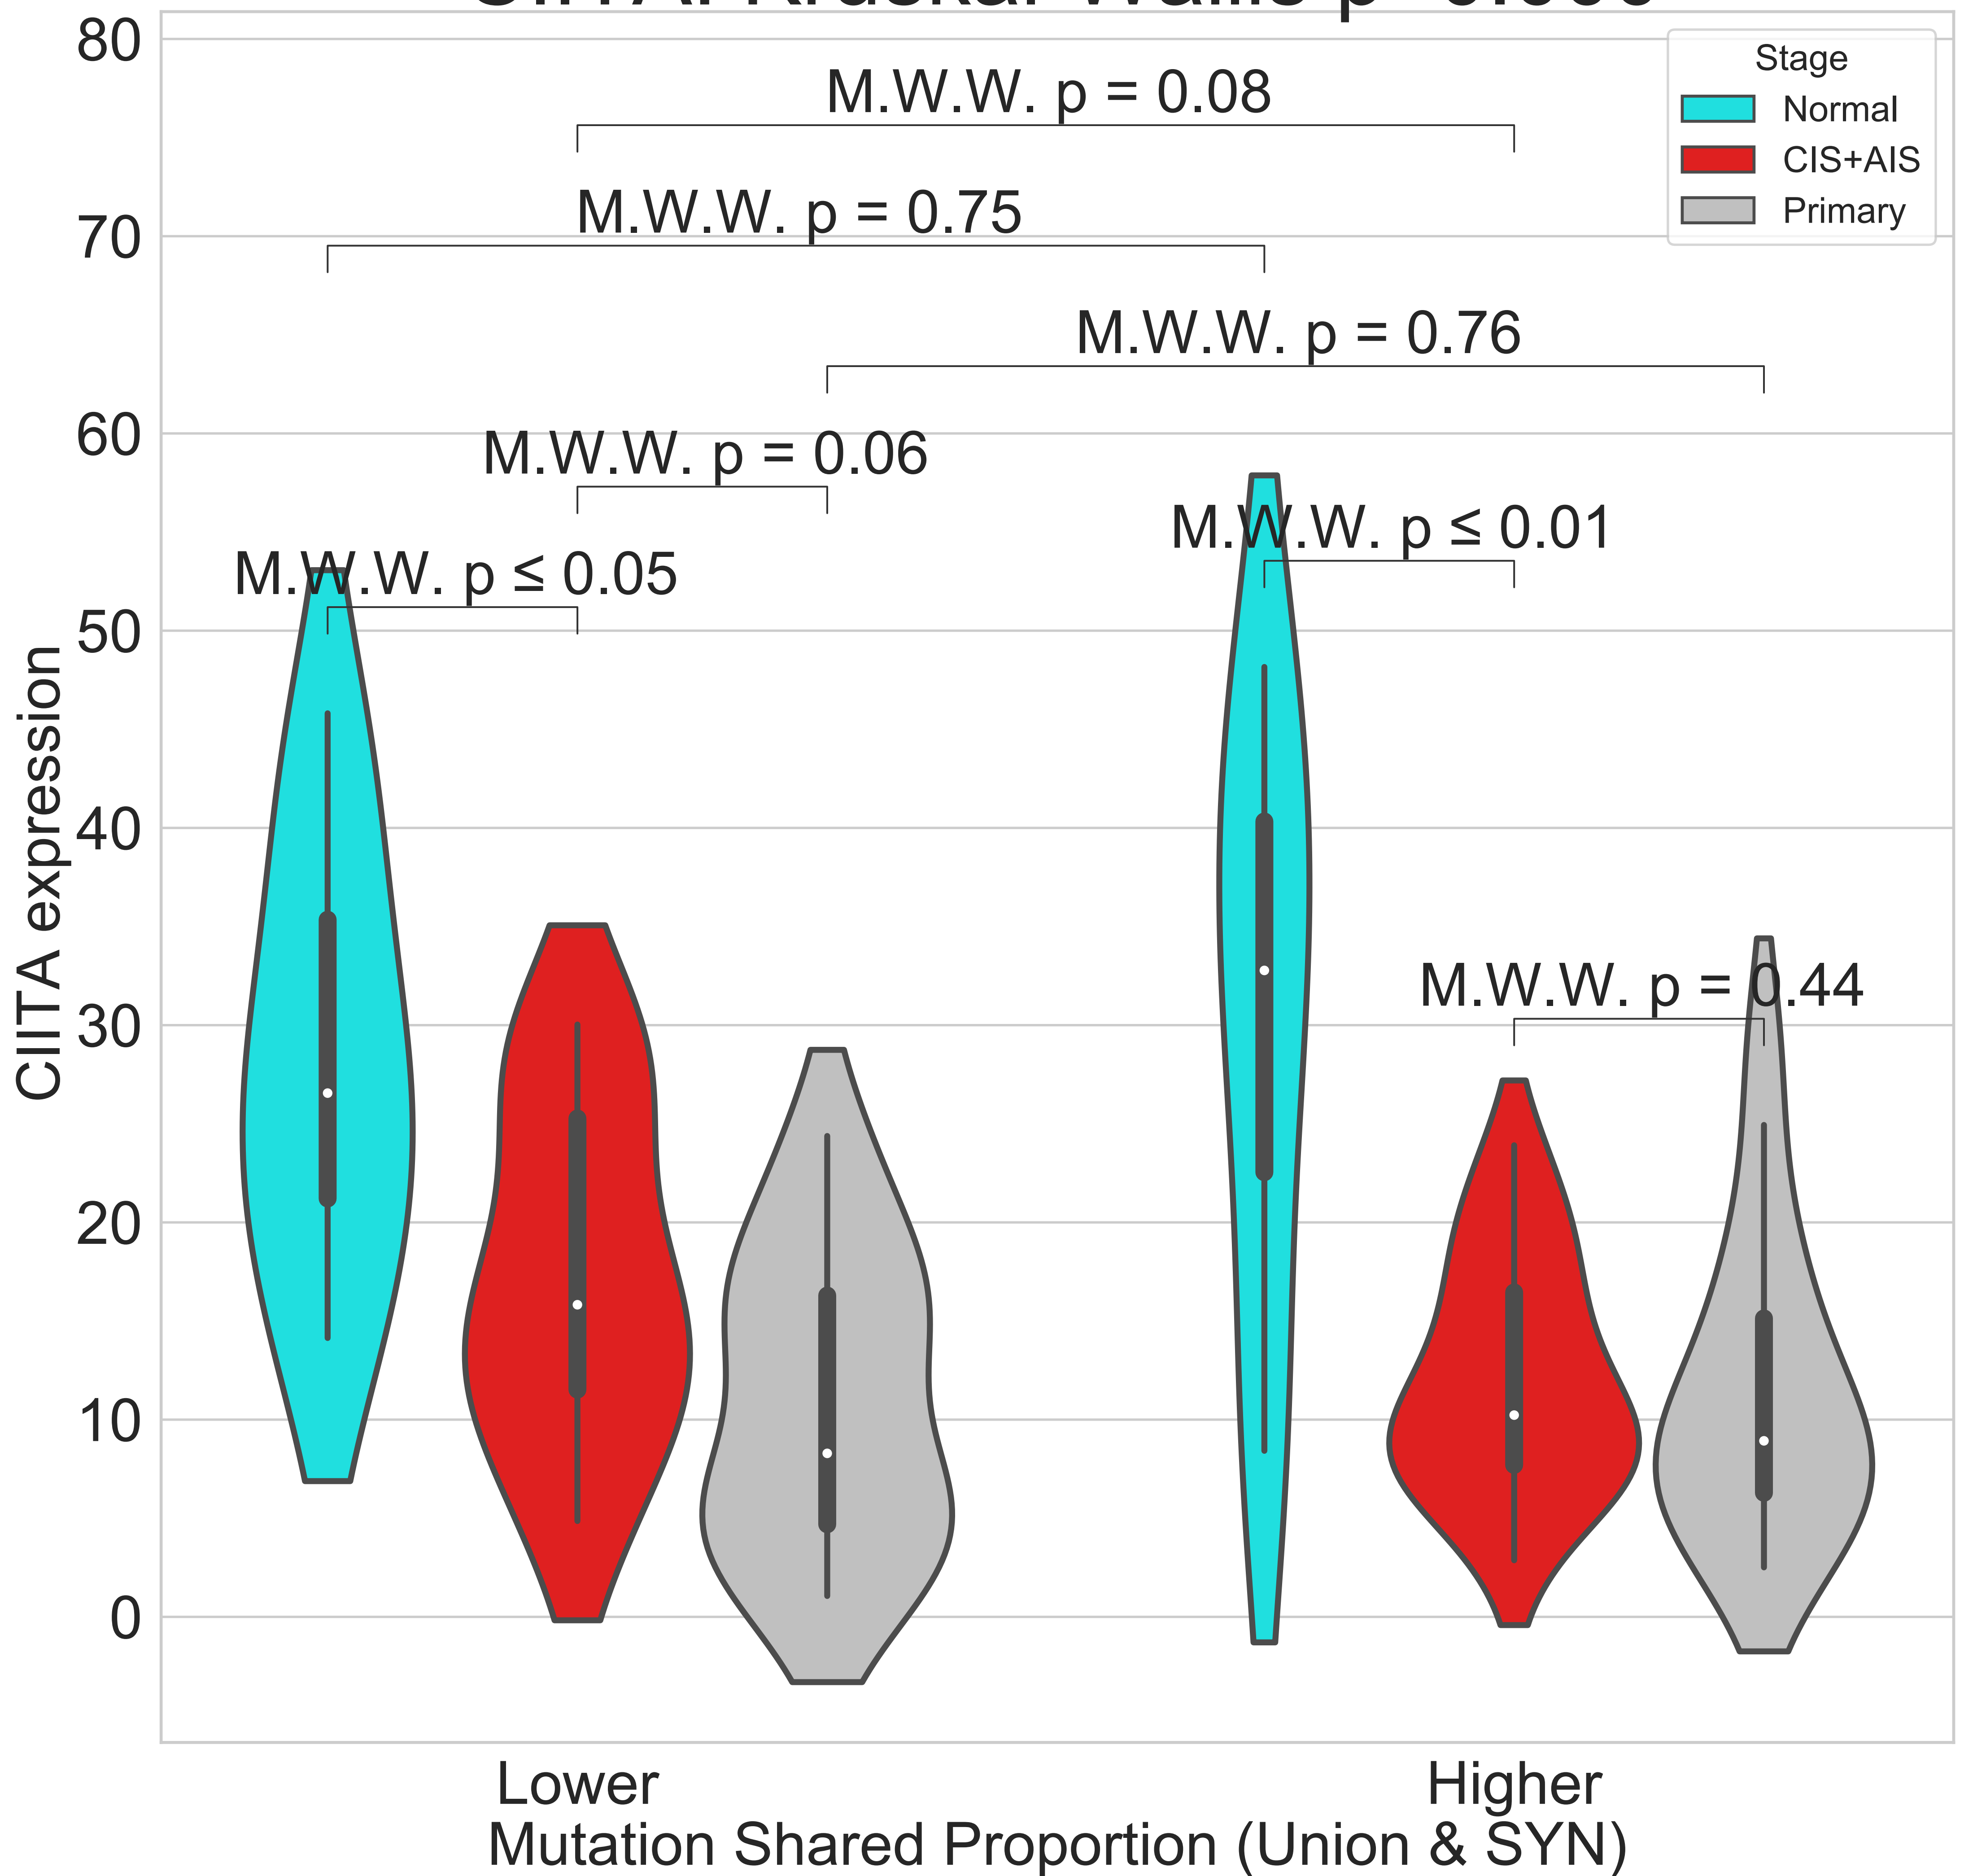 80
70
60
50
40
30
20
10
0
CIITA expression
Stage
Normal
CIS+AIS
Primary
M.W.W. p = 0.08
M.W.W. p = 0.75
M.W.W. p = 0.76
M.W.W. p = 0.06
M.W.W. p ≤ 0.01
M.W.W. p ≤ 0.05
M.W.W. p = 0.44
Lower
Higher
Mutation Shared Proportion (Union & SYN)